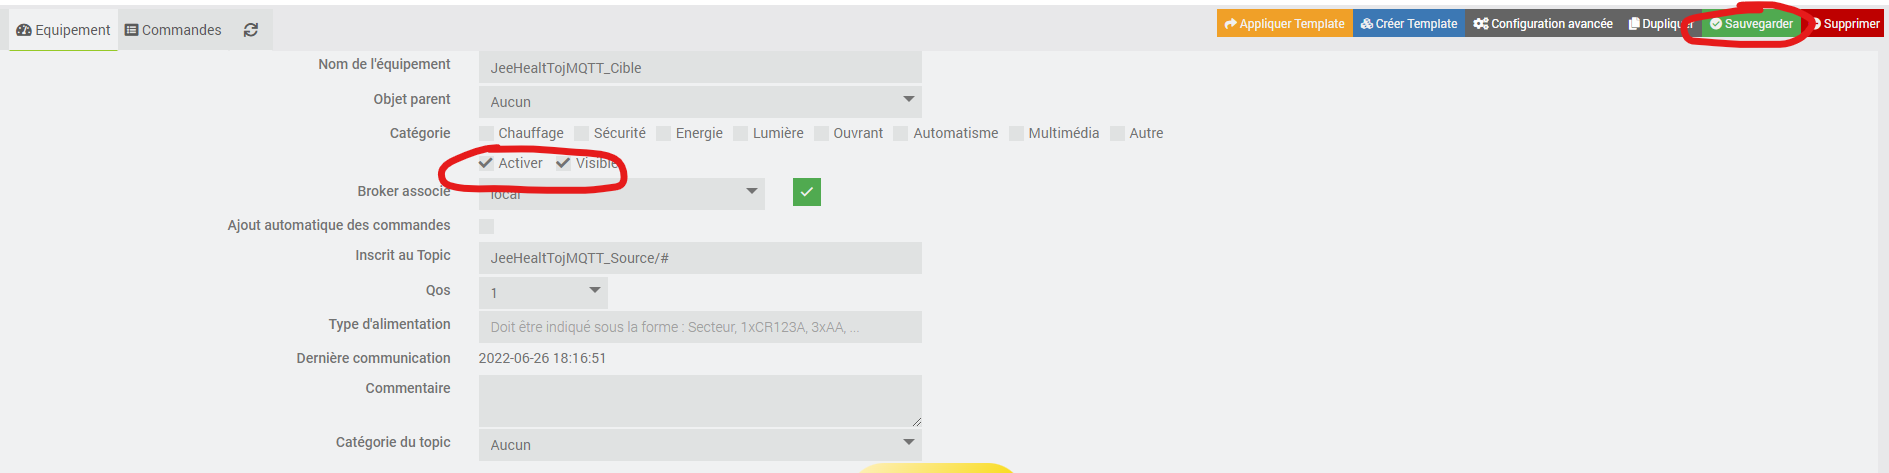 Equipement Commandes Appliquer Template Créer Template Configuration avancée Dupliquer Sauvegarder Supprimer
Nom de l'équipement JeeHealtTojMQTT_Cible
Objet parent Aucun
Catégorie Chauffage Sécurité Energie Lumière Ouvrant Automatisme Multimédia Autre
Activer Visible
Broker associé local
Ajout automatique des commandes
Inscrit au Topic JeeHealtTojMQTT_Source/#
Qos 1
Type d'alimentation Doit être indiqué sous la forme : Secteur, 1xCR123A, 3xAA, ...
Dernière communication 2022-06-26 18:16:51
Commentaire
Catégorie du topic Aucun